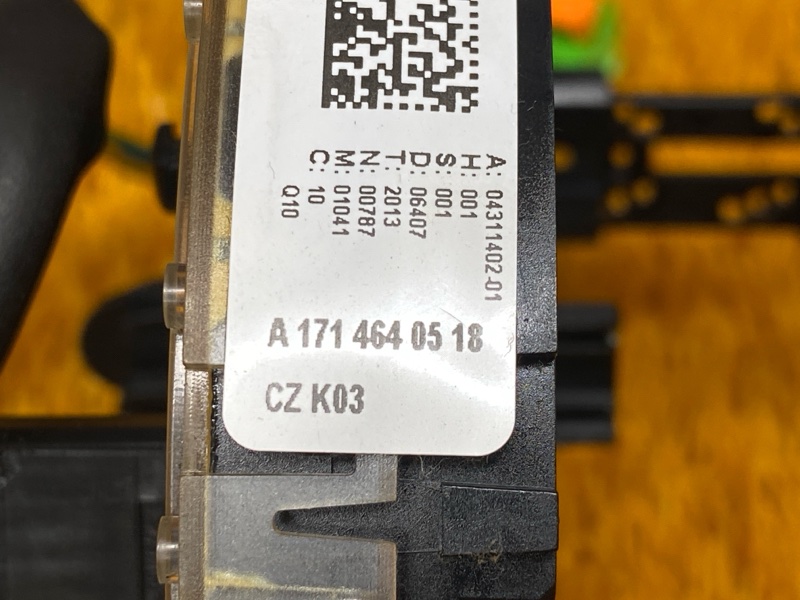 A: 04311402-01
H: 001
S: 001
D: 06407
T: 2013
N: 00787
M: 01041
C: 10
Q10
A 171 464 05 18
CZ K03